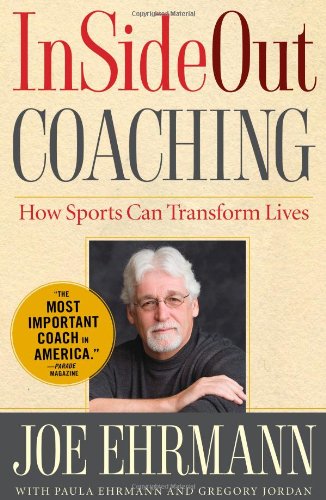 InSideOut
COACHING
How Sports Can Transform Lives
"THE
MOST
IMPORTANT
COACH IN
AMERICA."
—PARADE
MAGAZINE
JOE EHRMANN
WITH PAULA EHRMANN AND GREGORY JORDAN